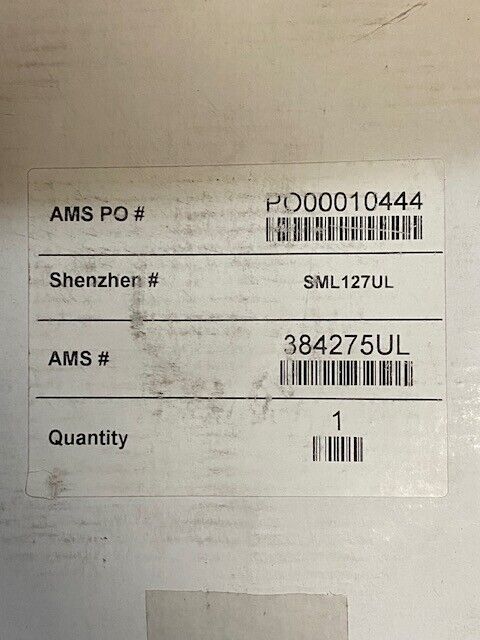 AMS PO # PO00010444
Shenzhen # SML127UL
AMS # 384275UL
Quantity 1